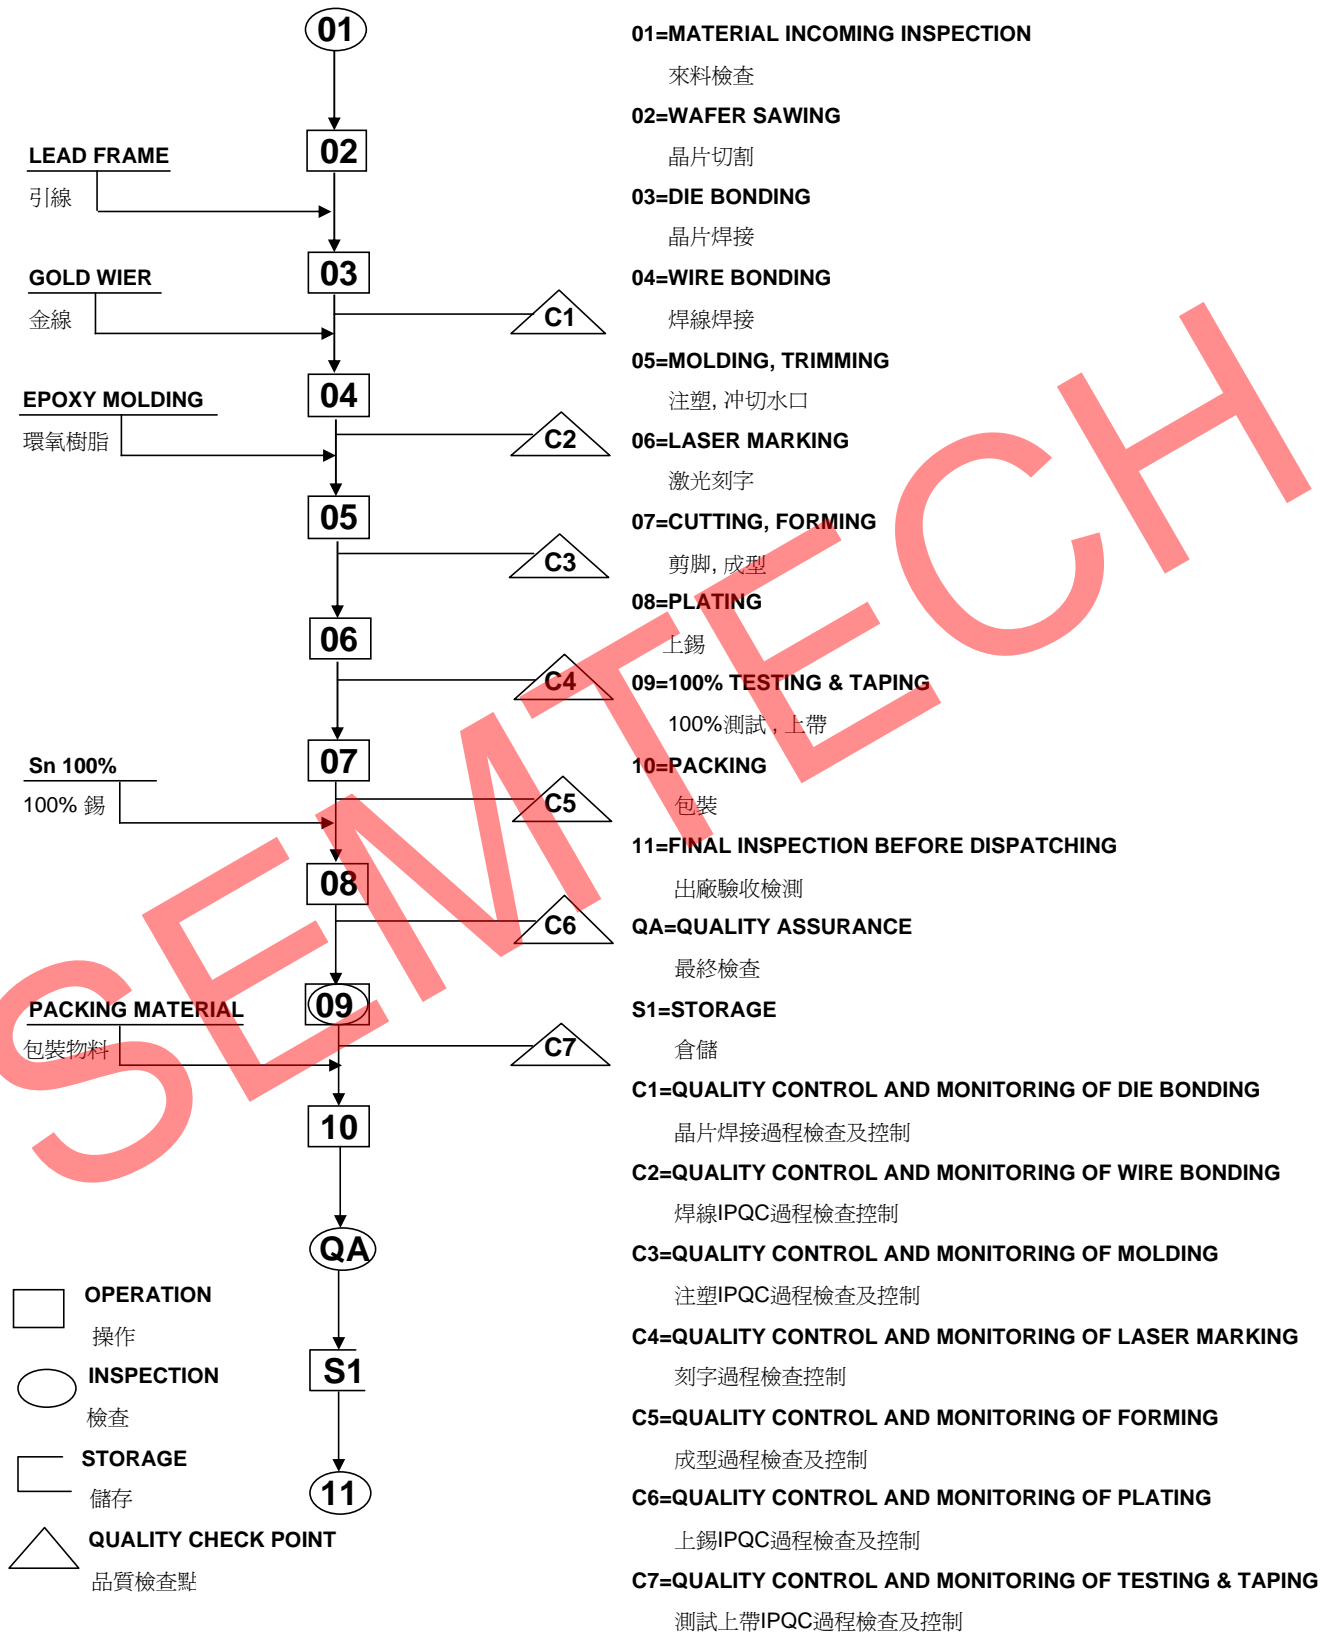 01
01=MATERIAL INCOMING INSPECTION
來料檢查
02=WAFER SAWING
02
LEAD FRAME
晶片切割
引線
03=DIE BONDING
晶片焊接
03
GOLD WIER
04=WIRE BONDING
金線
C1
焊線焊接
05=MOLDING, TRIMMING
04
EPOXY MOLDING
注塑, 冲切水口
環氧樹脂
C2
06=LASER MARKING
激光刻字
05
07=CUTTING, FORMING
C3
剪脚, 成型
08=PLATING
06
上錫
C4
09=100% TESTING & TAPING
100%測試 , 上帶
07
Sn 100%
10=PACKING
100% 錫
C5
包裝
11=FINAL INSPECTION BEFORE DISPATCHING
08
出廠驗收檢測
C6
QA=QUALITY ASSURANCE
最終檢查
09
PACKING MATERIAL
S1=STORAGE
包裝物料
C7
倉儲
C1=QUALITY CONTROL AND MONITORING OF DIE BONDING
10
晶片焊接過程檢查及控制
C2=QUALITY CONTROL AND MONITORING OF WIRE BONDING
焊線IPQC過程檢查控制
QA
C3=QUALITY CONTROL AND MONITORING OF MOLDING
OPERATION
注塑IPQC過程檢查及控制
操作
C4=QUALITY CONTROL AND MONITORING OF LASER MARKING
S1
INSPECTION
刻字過程檢查控制
檢查
C5=QUALITY CONTROL AND MONITORING OF FORMING
STORAGE
成型過程檢查及控制
儲存
11
C6=QUALITY CONTROL AND MONITORING OF PLATING
QUALITY CHECK POINT
上錫IPQC過程檢查及控制
品質檢查點
C7=QUALITY CONTROL AND MONITORING OF TESTING & TAPING
測試上帶IPQC過程檢查及控制
SEMTECH